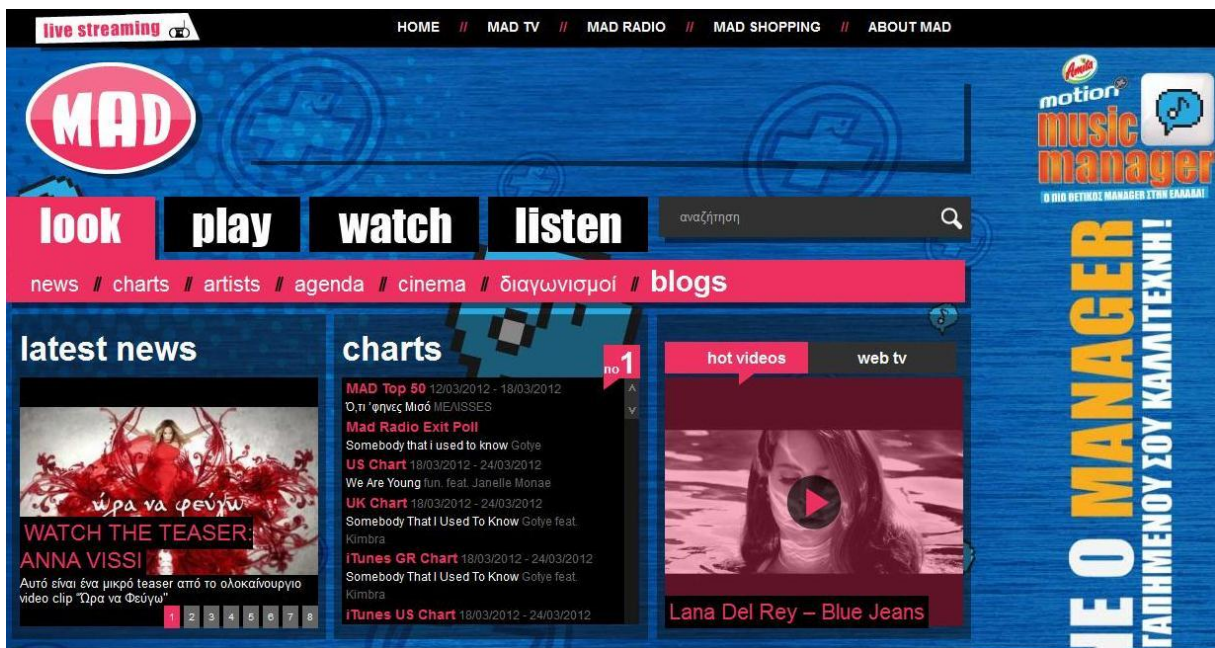 live streaming
HOME // MAD TV // MAD RADIO // MAD SHOPPING // ABOUT MAD
MAD
Amita
motion
music
manager
Ο ΠΙΟ ΘΕΤΙΚΟΣ MANAGER ΣΤΗΝ ΕΛΛΑΔΑ!
look play watch listen
αναζήτηση
news // charts // artists // agenda // cinema // διαγωνισμοί // blogs
latest news
ώρα να φεύγω
WATCH THE TEASER:
ANNA VISSI
Αυτό είναι ένα μικρό teaser από το ολοκαίνουργιο
video clip "Ώρα να Φεύγω"
1 2 3 4 5 6 7 8
charts
no 1
MAD Top 50 12/03/2012 - 18/03/2012
Ό,τι 'φηνες Μισό ΜΕΛISSES
Mad Radio Exit Poll
Somebody that i used to know Gotye
US Chart 18/03/2012 - 24/03/2012
We Are Young fun. feat. Janelle Monae
UK Chart 18/03/2012 - 24/03/2012
Somebody That I Used To Know Gotye feat.
Kimbra
iTunes GR Chart 18/03/2012 - 24/03/2012
Somebody That I Used To Know Gotye feat.
Kimbra
iTunes US Chart 18/03/2012 - 24/03/2012
hot videos web tv
Lana Del Rey – Blue Jeans
Ο MANAGER
ΣΟΥ ΚΑΛΛΙΤΕΧΝΗ!